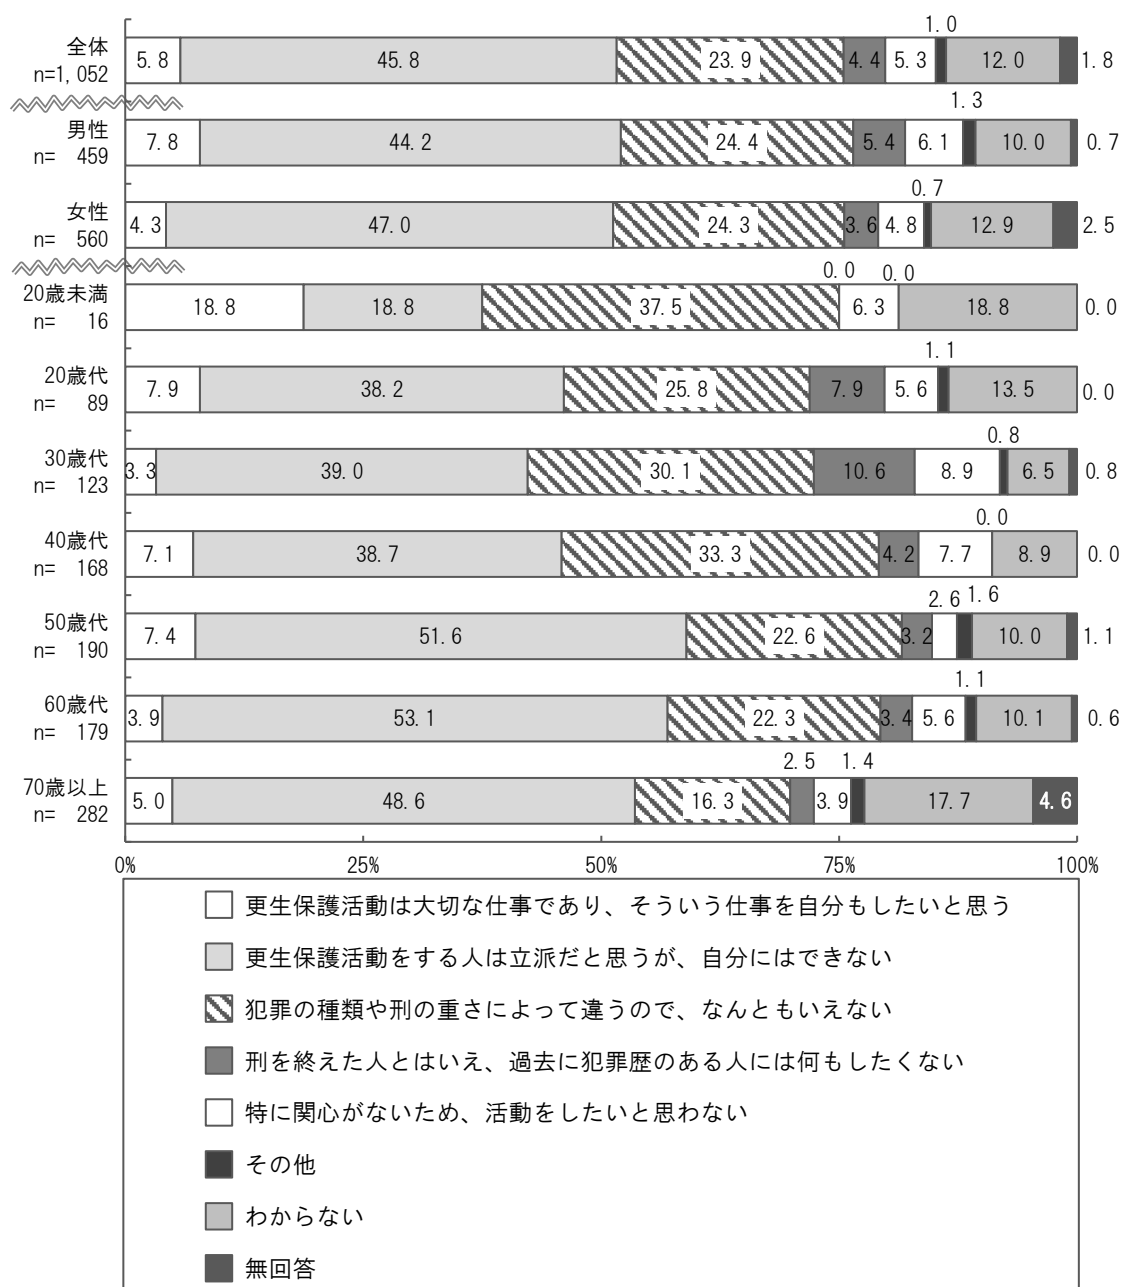 1.0
全体 5.8 45.8 23.9 4.4 5.3 12.0 1.8
n=1,052
1.3
男性 7.8 44.2 24.4 5.4 6.1 10.0 0.7
n= 459
0.7
女性 4.3 47.0 24.3 3.6 4.8 12.9 2.5
n= 560
0.0 0.0
20歳未満 18.8 18.8 37.5 6.3 18.8 0.0
n= 16
1.1
20歳代 7.9 38.2 25.8 7.9 5.6 13.5 0.0
n= 89
0.8
30歳代 3.3 39.0 30.1 10.6 8.9 6.5 0.8
n= 123
0.0
40歳代 7.1 38.7 33.3 4.2 7.7 8.9 0.0
n= 168
2.6 1.6
50歳代 7.4 51.6 22.6 3.2 10.0 1.1
n= 190
1.1
60歳代 3.9 53.1 22.3 3.4 5.6 10.1 0.6
n= 179
2.5 1.4
70歳以上 5.0 48.6 16.3 3.9 17.7 4.6
n= 282
0% 25% 50% 75% 100%
更生保護活動は大切な仕事であり、そういう仕事を自分もしたいと思う
更生保護活動をする人は立派だと思うが、自分にはできない
犯罪の種類や刑の重さによって違うので、なんともいえない
刑を終えた人とはいえ、過去に犯罪歴のある人には何もしたくない
特に関心がないため、活動をしたいと思わない
その他
わからない
無回答